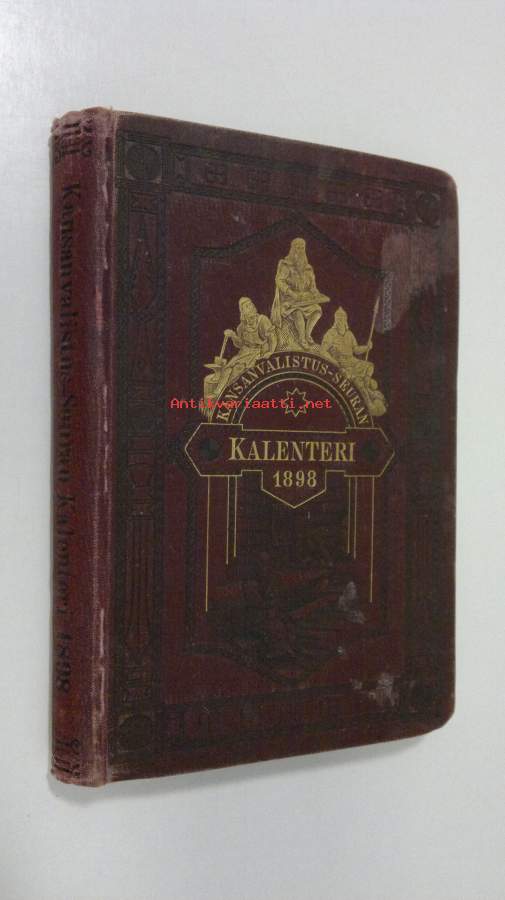 KANSANVALISTUS-SEURAN
KALENTERI
1898
Kansanvalistus-Seuran Kalenteri 1898
Antikvariaatti.net